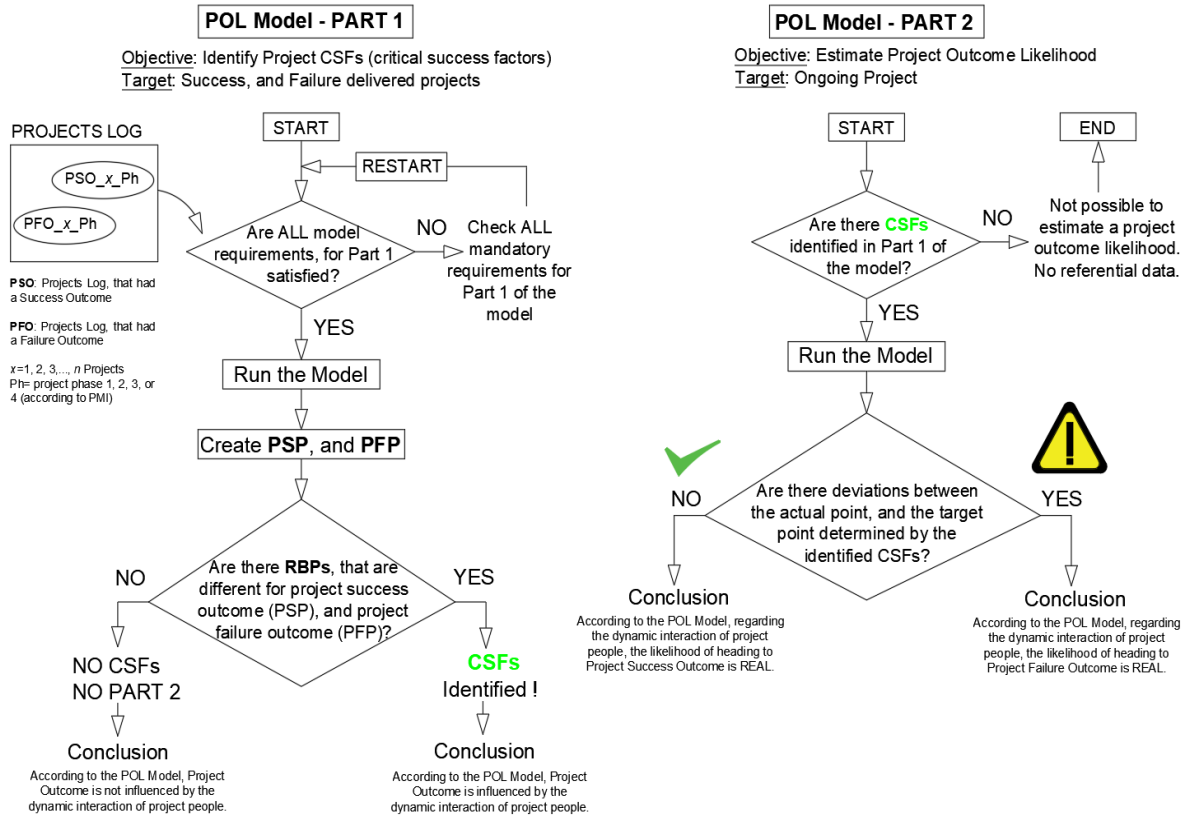 POL Model - PART 1
Objective: Identify Project CSFs (critical success factors)
Target: Success, and Failure delivered projects
PROJECTS LOG
PSO_x_Ph
PFO_x_Ph
PSO: Projects Log, that had
a Success Outcome
PFO: Projects Log, that had
a Failure Outcome
x=1, 2, 3,..., n Projects
Ph= project phase 1, 2, 3, or
4 (according to PMI)
START
RESTART
Are ALL model
requirements, for Part 1
satisfied?
NO
Check ALL
mandatory
requirements for
Part 1 of the
model
YES
Run the Model
Create PSP, and PFP
Are there RBPs, that are
different for project success
outcome (PSP), and project
failure outcome (PFP)?
NO
NO CSFs
NO PART 2
Conclusion
According to the POL Model, Project
Outcome is not influenced by the
dynamic interaction of project people.
YES
CSFs
Identified !
Conclusion
According to the POL Model, Project
Outcome is influenced by the
dynamic interaction of project people.
POL Model - PART 2
Objective: Estimate Project Outcome Likelihood
Target: Ongoing Project
START
Are there CSFs
identified in Part 1 of
the model?
NO
Not possible to
estimate a project
outcome likelihood.
No referential data.
END
YES
Run the Model
Are there deviations between
the actual point, and the target
point determined by the
identified CSFs?
NO
Conclusion
According to the POL Model, regarding
the dynamic interaction of project
people, the likelihood of heading to
Project Success Outcome is REAL.
YES
Conclusion
According to the POL Model, regarding
the dynamic interaction of project
people, the likelihood of heading to
Project Failure Outcome is REAL.